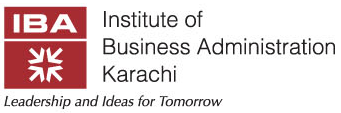 IBA
Institute of
Business Administration
Karachi
Leadership and Ideas for Tomorrow